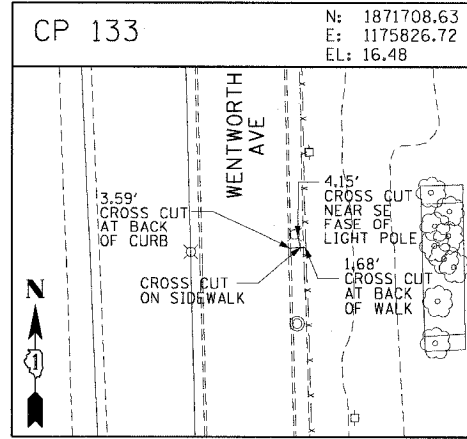 CP 133
N: 1871708.63
E: 1175826.72
EL: 16.48
WENTWORTH
AVE
3.59'
CROSS CUT
AT BACK
OF CURB
4.15'
CROSS CUT
NEAR SE
FASE OF
LIGHT POLE
CROSS CUT
ON SIDEWALK
1.68'
CROSS CUT
AT BACK
OF WALK
N
1